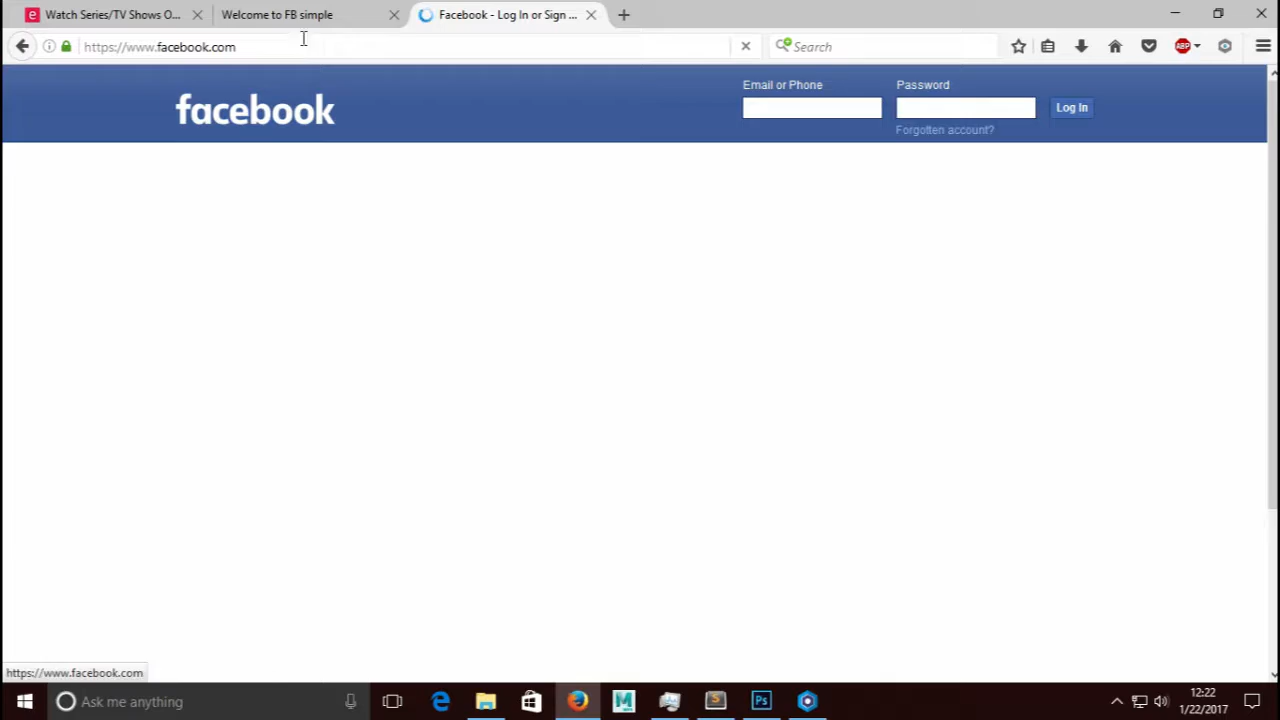 Watch Series/TV Shows O...
Welcome to FB simple
Facebook - Log In or Sign ...
https://www.facebook.com
Search
ABP
facebook
Email or Phone
Password
Log In
Forgotten account?
https://www.facebook.com
Ask me anything
12:22
1/22/2017